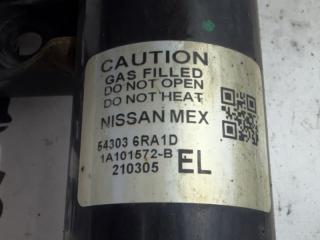 CAUTION
GAS FILLED
DO NOT OPEN
DO NOT HEAT
NISSAN MEX
54303 6RA1D
1A101572-B
210305 EL